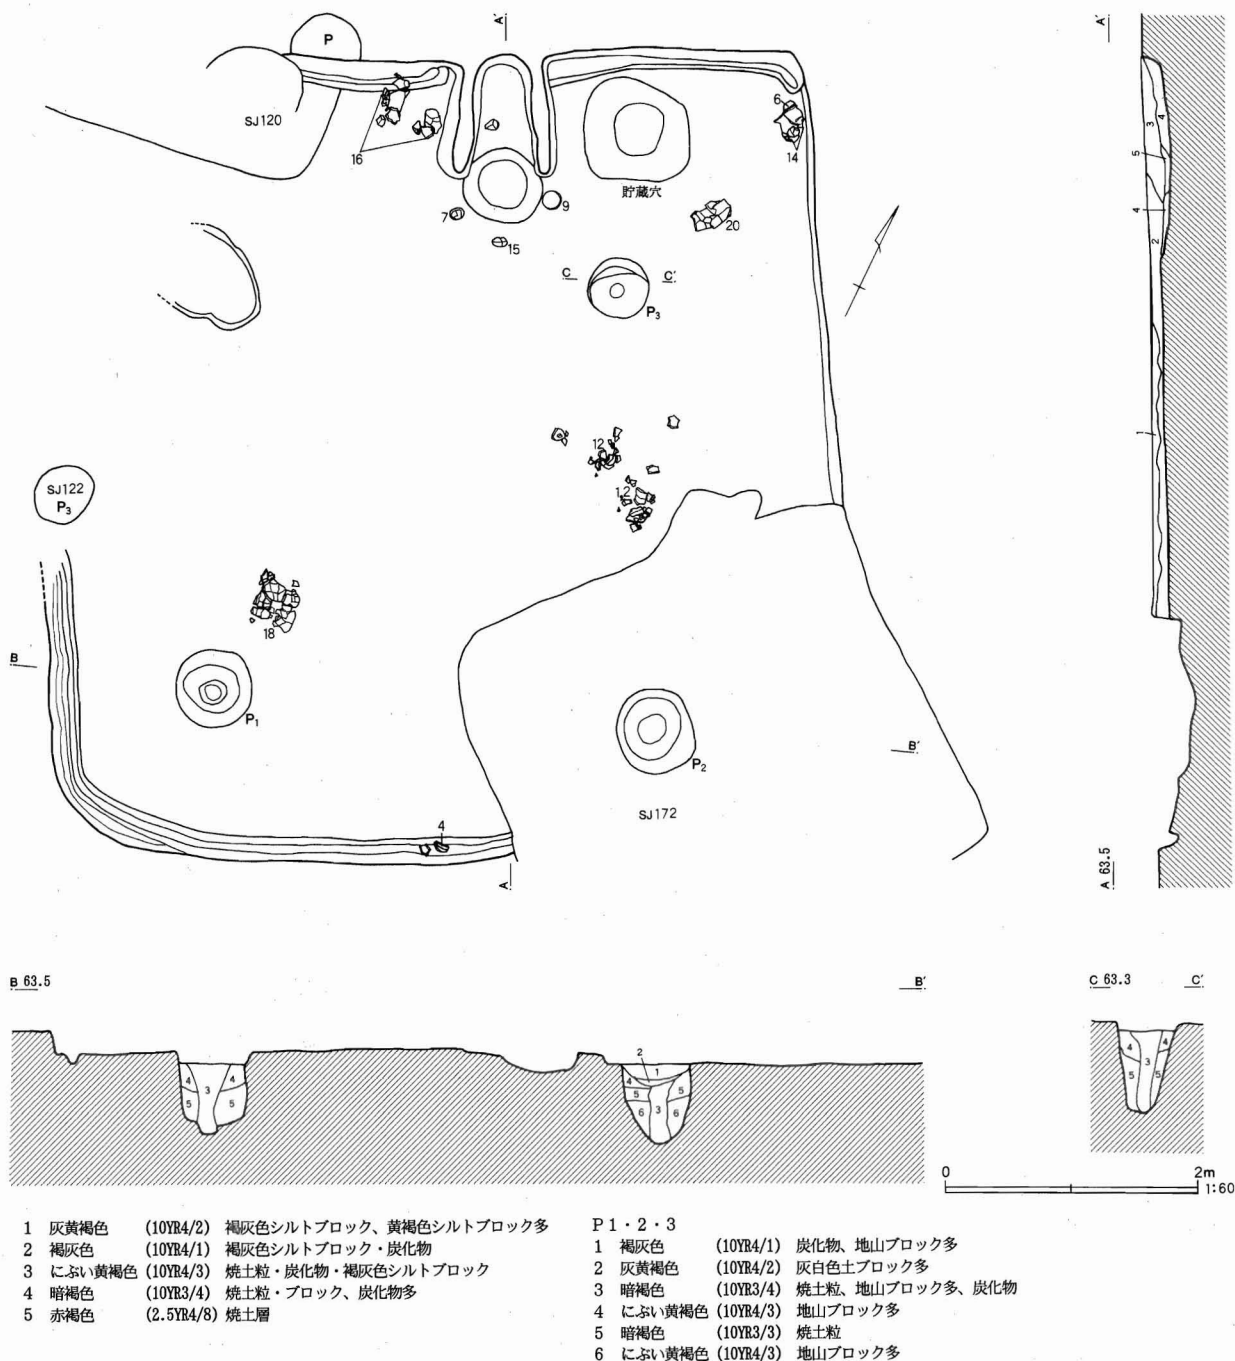 A'
A'
P
SJ120
16
6
14
貯蔵穴
7
9
20
15
C C'
P3
12
1,2
SJ122
P3
18
B
P1
B'
P2
SJ172
4
A
A 63.5
3
4
5
4
2
1
B 63.5 B'
C 63.3 C'
4 3 4
5 5
2
1
4
5 5
6 3 6
4 3 4
5 5
0 2m
1:60
1 灰黄褐色 (10YR4/2) 褐灰色シルトブロック、黄褐色シルトブロック多
2 褐灰色 (10YR4/1) 褐灰色シルトブロック・炭化物
3 にぶい黄褐色 (10YR4/3) 焼土粒・炭化物・褐灰色シルトブロック
4 暗褐色 (10YR3/4) 焼土粒・ブロック、炭化物多
5 赤褐色 (2.5YR4/8) 焼土層
P1・2・3
1 褐灰色 (10YR4/1) 炭化物、地山ブロック多
2 灰黄褐色 (10YR4/2) 灰白色土ブロック多
3 暗褐色 (10YR3/4) 焼土粒、地山ブロック多、炭化物
4 にぶい黄褐色 (10YR4/3) 地山ブロック多
5 暗褐色 (10YR3/3) 焼土粒
6 にぶい黄褐色 (10YR4/3) 地山ブロック多